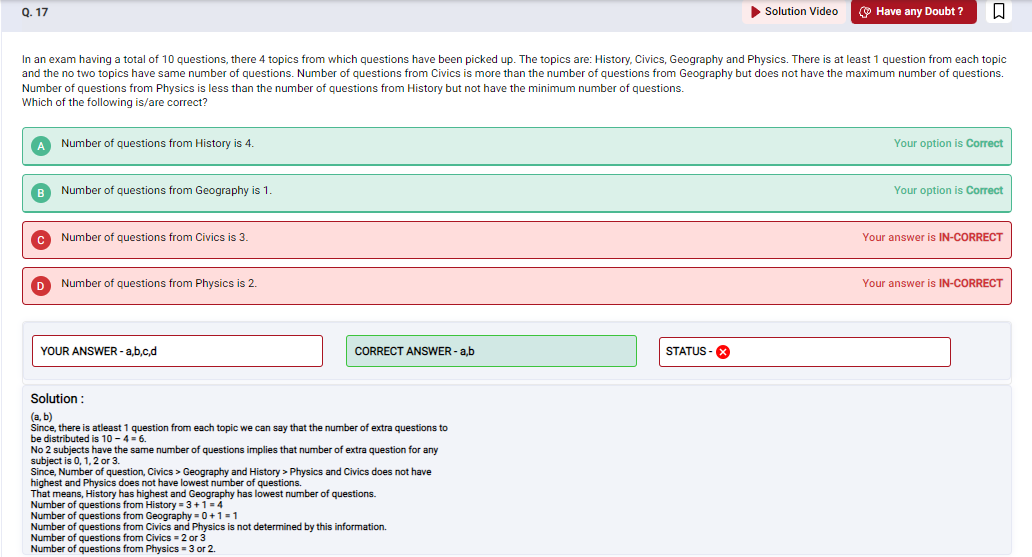 Q. 17
Solution Video
Have any Doubt ?
In an exam having a total of 10 questions, there 4 topics from which questions have been picked up. The topics are: History, Civics, Geography and Physics. There is at least 1 question from each topic
and the no two topics have same number of questions. Number of questions from Civics is more than the number of questions from Geography but does not have the maximum number of questions.
Number of questions from Physics is less than the number of questions from History but not have the minimum number of questions.
Which of the following is/are correct?
A Number of questions from History is 4. Your option is Correct
B Number of questions from Geography is 1. Your option is Correct
C Number of questions from Civics is 3. Your answer is IN-CORRECT
D Number of questions from Physics is 2. Your answer is IN-CORRECT
YOUR ANSWER - a,b,c,d
CORRECT ANSWER - a,b
STATUS -
Solution :
(a, b)
Since, there is atleast 1 question from each topic we can say that the number of extra questions to
be distributed is 10 – 4 = 6.
No 2 subjects have the same number of questions implies that number of extra question for any
subject is 0, 1, 2 or 3.
Since, Number of question, Civics > Geography and History > Physics and Civics does not have
highest and Physics does not have lowest number of questions.
That means, History has highest and Geography has lowest number of questions.
Number of questions from History = 3 + 1 = 4
Number of questions from Geography = 0 + 1 = 1
Number of questions from Civics and Physics is not determined by this information.
Number of questions from Civics = 2 or 3
Number of questions from Physics = 3 or 2.